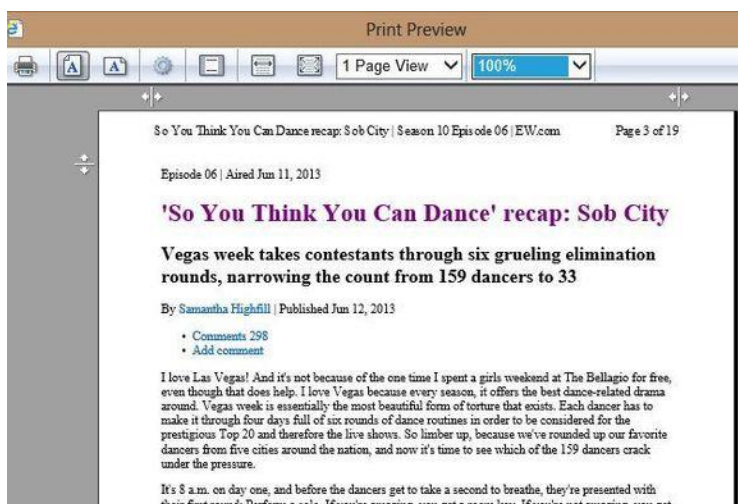 Print Preview
1 Page View
100%
So You Think You Can Dance recap: Sob City | Season 10 Episode 06 | EW.com Page 3 of 19
Episode 06 | Aired Jun 11, 2013
'So You Think You Can Dance' recap: Sob City
Vegas week takes contestants through six grueling elimination
rounds, narrowing the count from 159 dancers to 33
By Samantha Highfill | Published Jun 12, 2013
• Comments 298
• Add comment
I love Las Vegas! And it's not because of the one time I spent a girls weekend at The Bellagio for free,
even though that does help. I love Vegas because every season, it offers the best dance-related drama
around. Vegas week is essentially the most beautiful form of torture that exists. Each dancer has to
make it through four days full of six rounds of dance routines in order to be considered for the
prestigious Top 20 and therefore the live shows. So limber up, because we've rounded up our favorite
dancers from five cities around the nation, and now it's time to see which of the 159 dancers crack
under the pressure.
It's 8 a.m. on day one, and before the dancers get to take a second to breathe, they're presented with